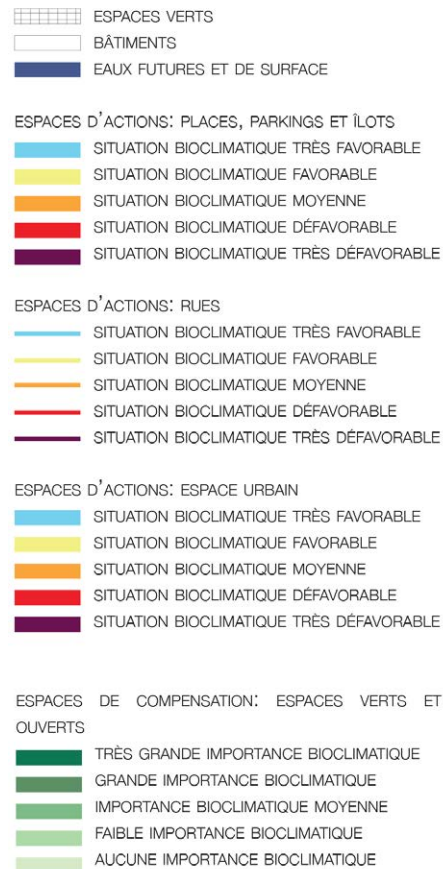 ESPACES VERTS
BÂTIMENTS
EAUX FUTURES ET DE SURFACE
ESPACES D'ACTIONS: PLACES, PARKINGS ET ÎLOTS
SITUATION BIOCLIMATIQUE TRÈS FAVORABLE
SITUATION BIOCLIMATIQUE FAVORABLE
SITUATION BIOCLIMATIQUE MOYENNE
SITUATION BIOCLIMATIQUE DÉFAVORABLE
SITUATION BIOCLIMATIQUE TRÈS DÉFAVORABLE
ESPACES D'ACTIONS: RUES
SITUATION BIOCLIMATIQUE TRÈS FAVORABLE
SITUATION BIOCLIMATIQUE FAVORABLE
SITUATION BIOCLIMATIQUE MOYENNE
SITUATION BIOCLIMATIQUE DÉFAVORABLE
SITUATION BIOCLIMATIQUE TRÈS DÉFAVORABLE
ESPACES D'ACTIONS: ESPACE URBAIN
SITUATION BIOCLIMATIQUE TRÈS FAVORABLE
SITUATION BIOCLIMATIQUE FAVORABLE
SITUATION BIOCLIMATIQUE MOYENNE
SITUATION BIOCLIMATIQUE DÉFAVORABLE
SITUATION BIOCLIMATIQUE TRÈS DÉFAVORABLE
ESPACES DE COMPENSATION: ESPACES VERTS ET
OUVERTS
TRÈS GRANDE IMPORTANCE BIOCLIMATIQUE
GRANDE IMPORTANCE BIOCLIMATIQUE
IMPORTANCE BIOCLIMATIQUE MOYENNE
FAIBLE IMPORTANCE BIOCLIMATIQUE
AUCUNE IMPORTANCE BIOCLIMATIQUE